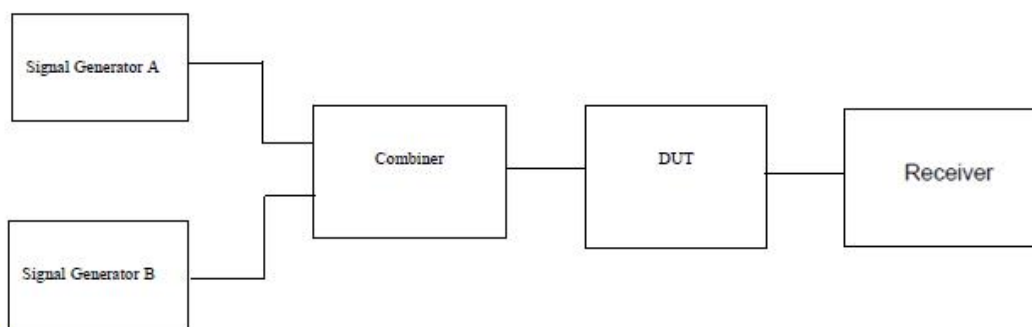 Signal Generator A
Combiner
DUT
Receiver
Signal Generator B